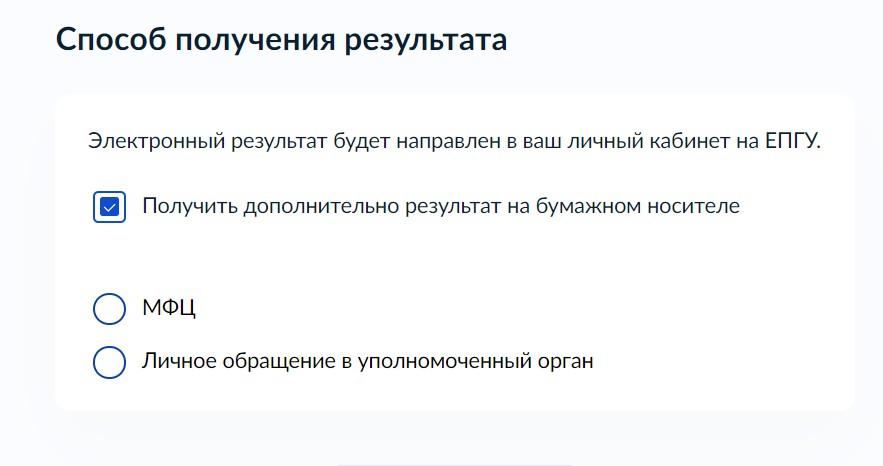 Способ получения результата
Электронный результат будет направлен в ваш личный кабинет на ЕПГУ.
Получить дополнительно результат на бумажном носителе
МФЦ
Личное обращение в уполномоченный орган